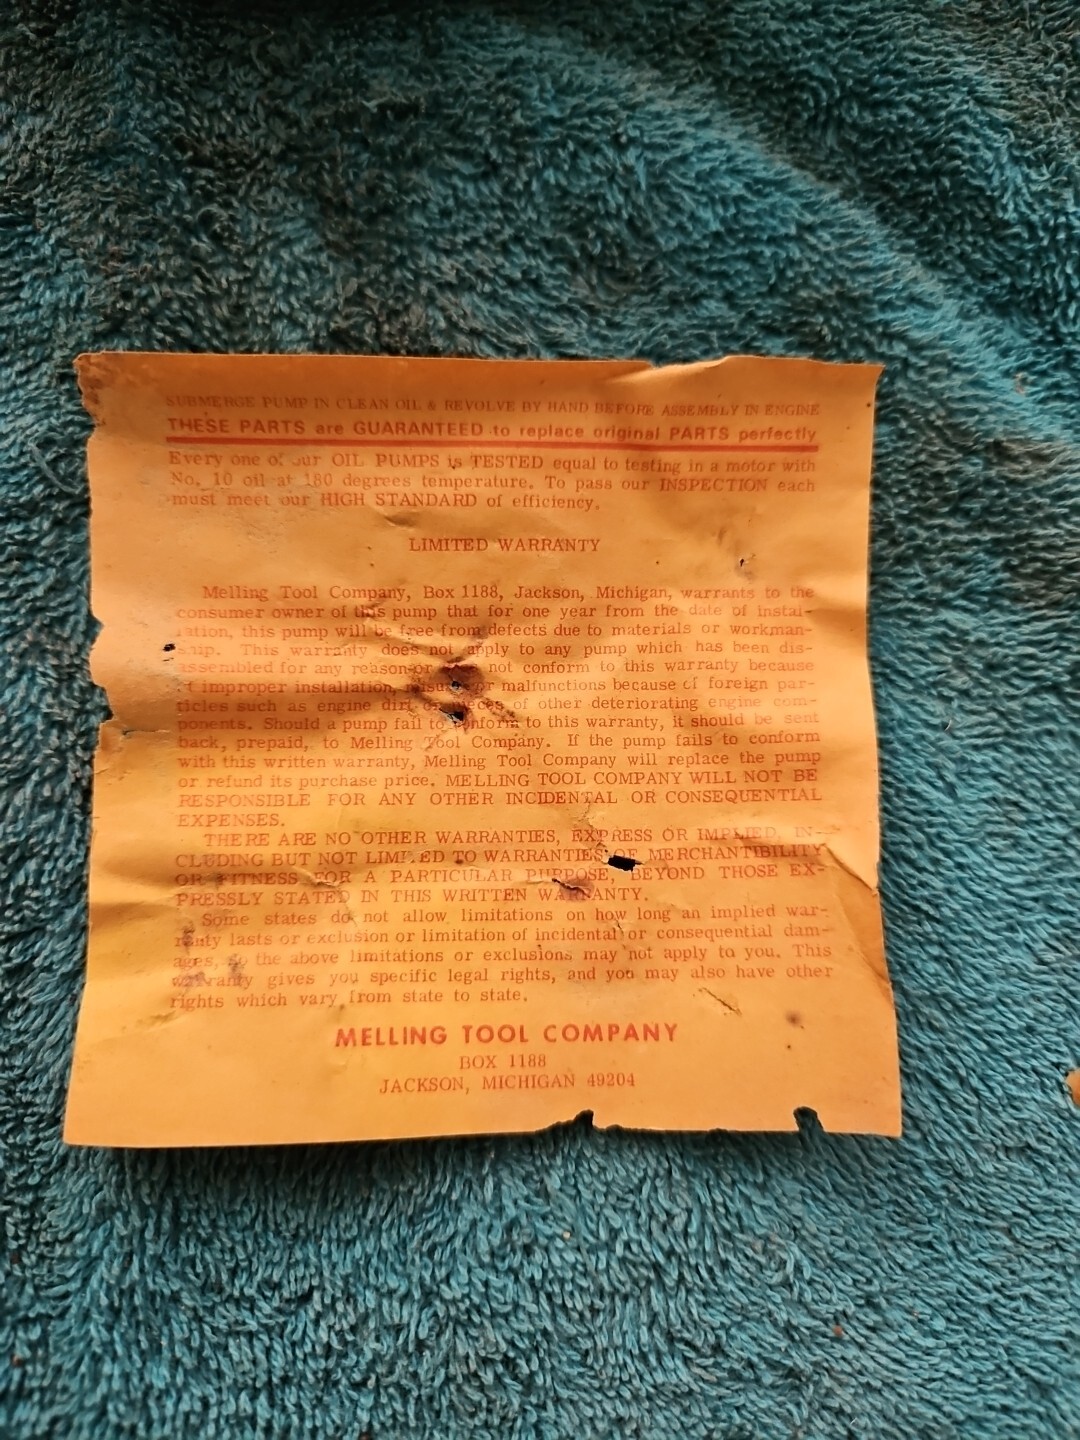 SUBMERGE PUMP IN CLEAN OIL & REVOLVE BY HAND BEFORE ASSEMBLY IN ENGINE
THESE PARTS are GUARANTEED to replace original PARTS perfectly
Every one of our OIL PUMPS is TESTED equal to testing in a motor with
No. 10 oil at 180 degrees temperature. To pass our INSPECTION each
must meet our HIGH STANDARD of efficiency.
LIMITED WARRANTY
Melling Tool Company, Box 1188, Jackson, Michigan, warrants to the
consumer owner of this pump that for one year from the date of instal-
lation, this pump will be free from defects due to materials or workman-
ship. This warranty does not apply to any pump which has been dis-
assembled for any reason or not conform to this warranty because
of improper installation, misuse or malfunctions because of foreign par-
ticles such as engine dirt or pieces of other deteriorating engine com-
ponents. Should a pump fail to conform to this warranty, it should be sent
back, prepaid, to Melling Tool Company. If the pump fails to conform
with this written warranty, Melling Tool Company will replace the pump
or refund its purchase price. MELLING TOOL COMPANY WILL NOT BE
RESPONSIBLE FOR ANY OTHER INCIDENTAL OR CONSEQUENTIAL
EXPENSES.
THERE ARE NO OTHER WARRANTIES, EXPRESS OR IMPLIED, IN-
CLUDING BUT NOT LIMITED TO WARRANTIES OF MERCHANTIBILITY
OR FITNESS FOR A PARTICULAR PURPOSE, BEYOND THOSE EX-
PRESSLY STATED IN THIS WRITTEN WARRANTY.
Some states do not allow limitations on how long an implied war-
ranty lasts or exclusion or limitation of incidental or consequential dam-
ages, so the above limitations or exclusions may not apply to you. This
warranty gives you specific legal rights, and you may also have other
rights which vary from state to state.
MELLING TOOL COMPANY
BOX 1188
JACKSON, MICHIGAN 49204